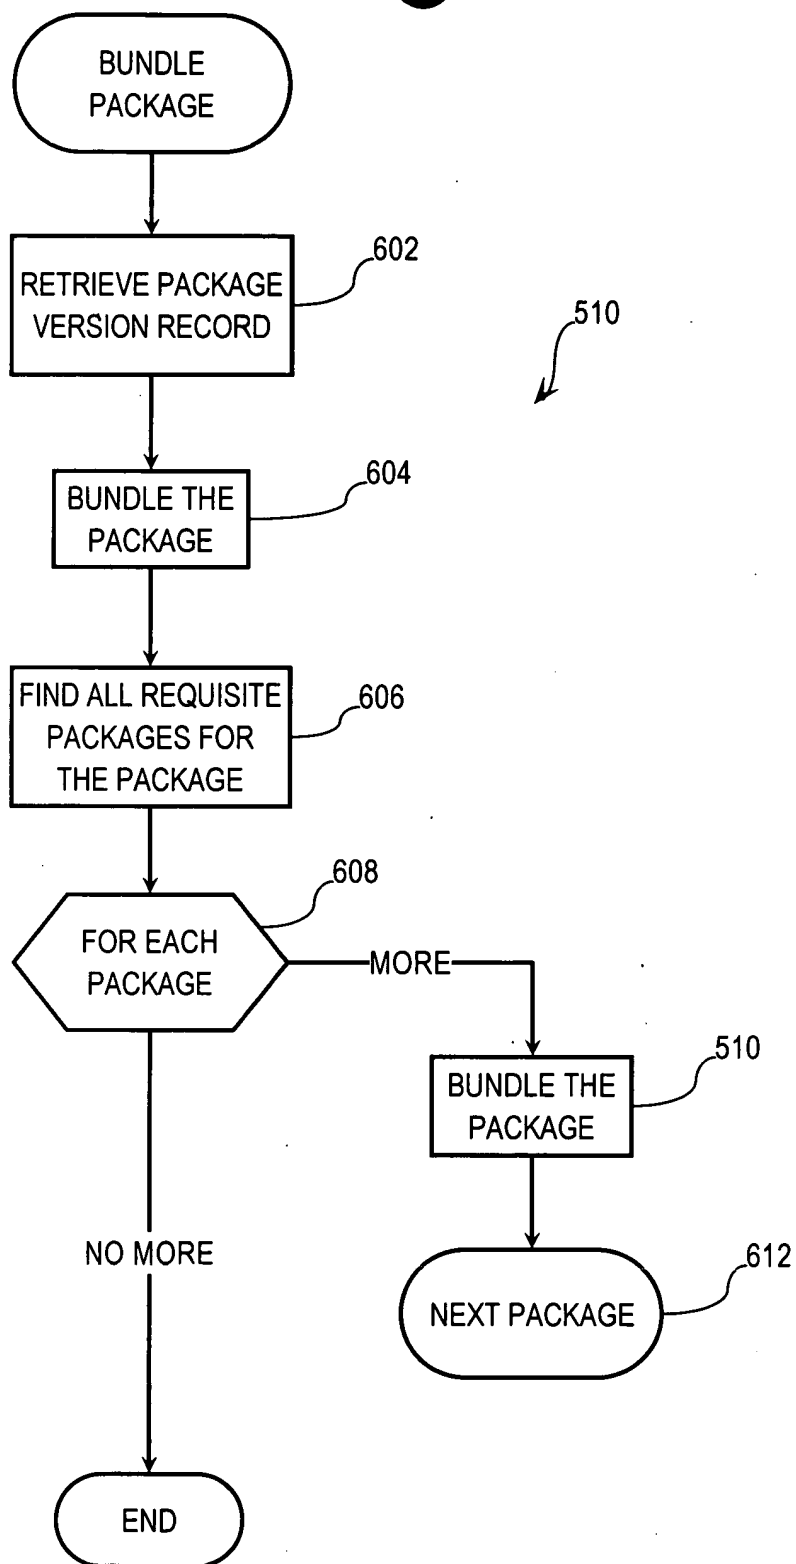 BUNDLE
PACKAGE
602
RETRIEVE PACKAGE
VERSION RECORD
510
604
BUNDLE THE
PACKAGE
606
FIND ALL REQUISITE
PACKAGES FOR
THE PACKAGE
608
FOR EACH
PACKAGE
MORE
510
BUNDLE THE
PACKAGE
NO MORE
612
NEXT PACKAGE
END